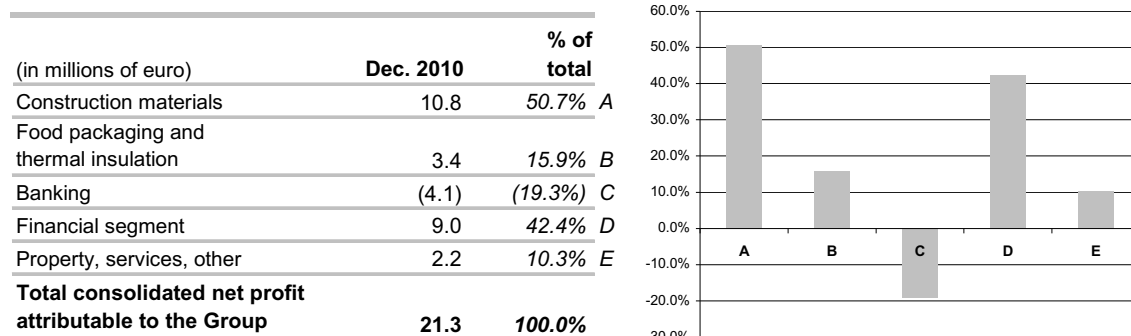 (in millions of euro) Dec. 2010 % of total
Construction materials 10.8 50.7% A
Food packaging and
thermal insulation 3.4 15.9% B
Banking (4.1) (19.3%) C
Financial segment 9.0 42.4% D
Property, services, other 2.2 10.3% E
Total consolidated net profit
attributable to the Group 21.3 100.0%
60.0%
50.0%
40.0%
30.0%
20.0%
10.0%
0.0%
A B C D E
-10.0%
-20.0%
-30.0%